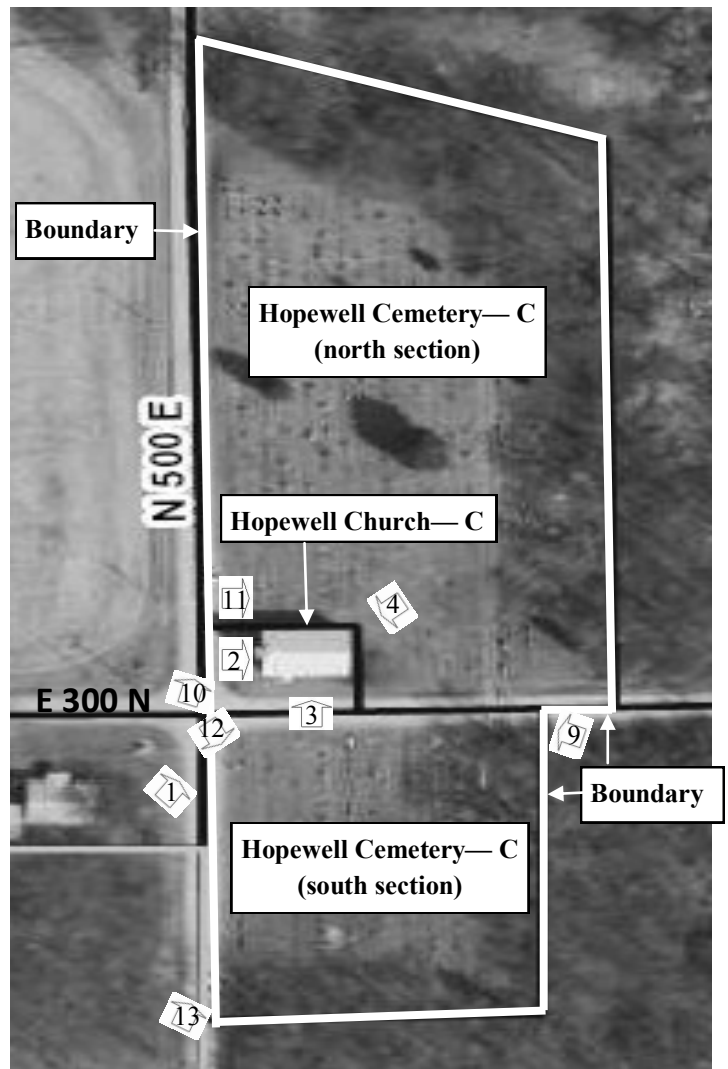 Boundary
Hopewell Cemetery— C
(north section)
N 500 E
Hopewell Church— C
11
4
2
10
E 300 N
3
12
9
1
Boundary
Hopewell Cemetery— C
(south section)
13